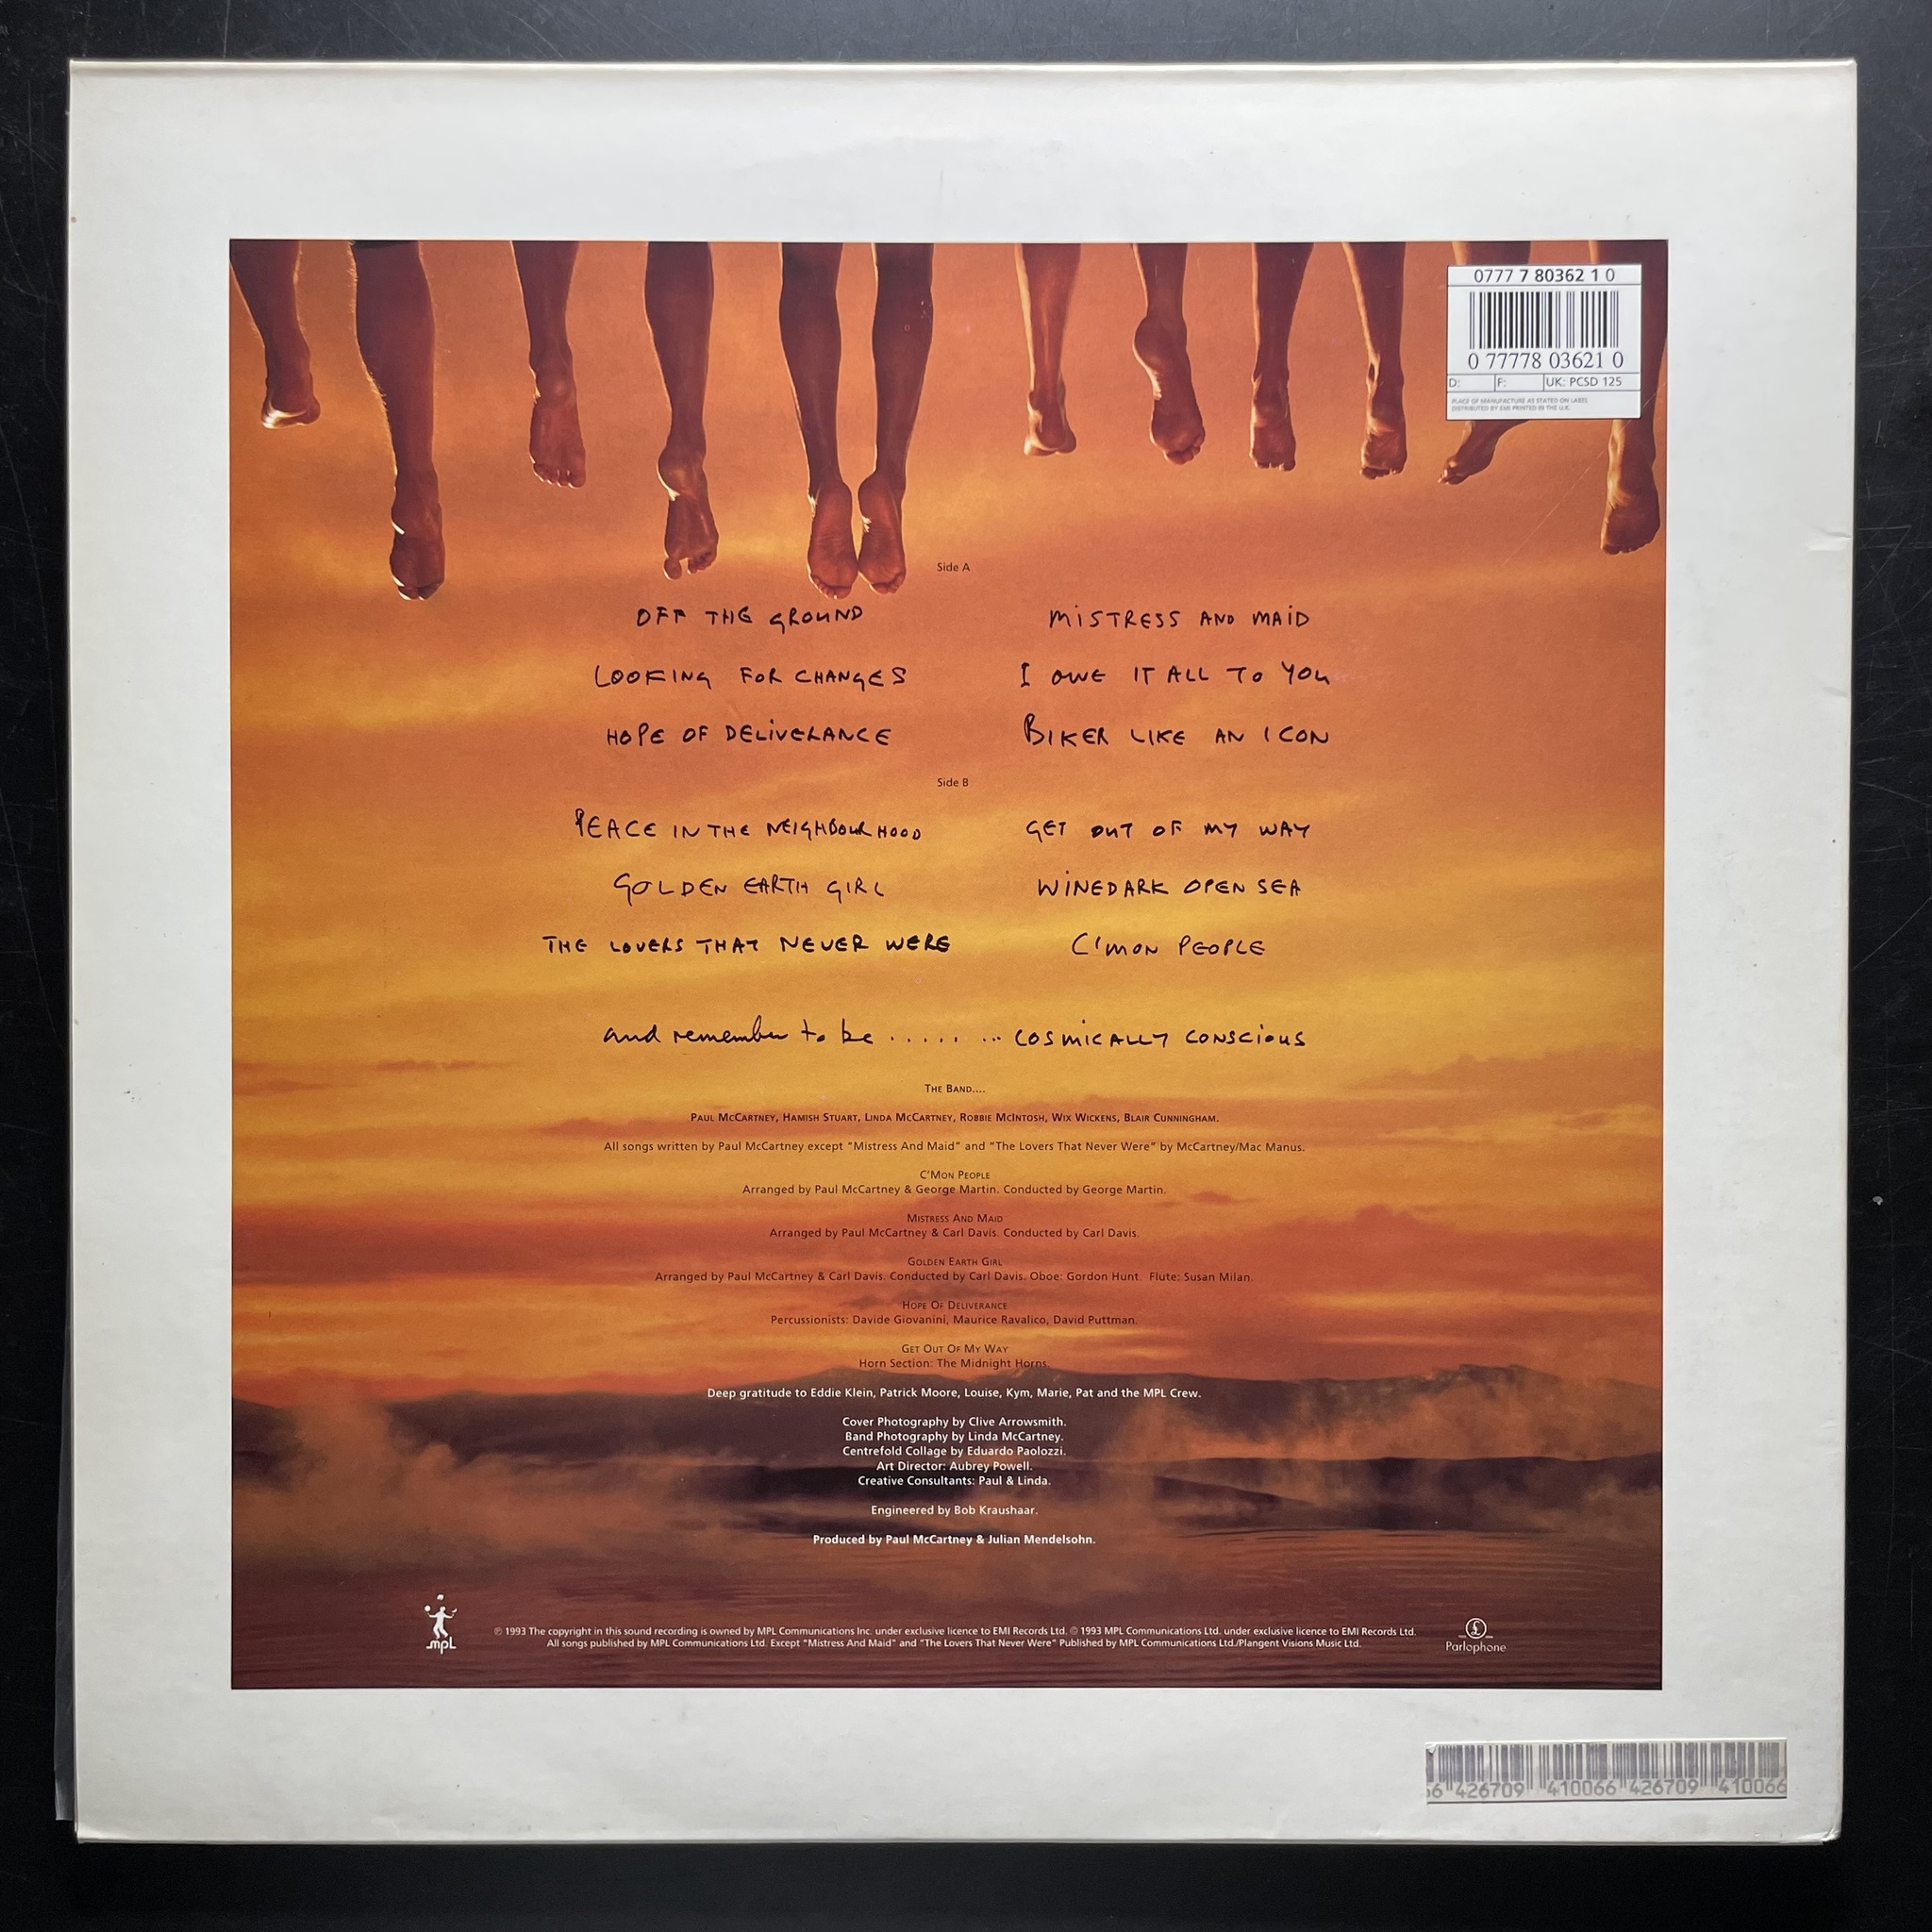 0777 7 80362 1 0
0 77778 03621 0
D: F: UK: PCSD 125
PLACE OF MANUFACTURE AS STATED ON LABEL
DISTRIBUTED BY EMI PRINTED IN THE U.K.
Side A
OFF THE GROUND
MISTRESS AND MAID
LOOKING FOR CHANGES
I OWE IT ALL TO YOU
HOPE OF DELIVERANCE
BIKER LIKE AN ICON
Side B
PEACE IN THE NEIGHBOURHOOD
GET OUT OF MY WAY
GOLDEN EARTH GIRL
WINEDARK OPEN SEA
THE LOVERS THAT NEVER WERE
C'MON PEOPLE
and remember to be ..... ... COSMICALLY CONSCIOUS
THE BAND....
PAUL MCCARTNEY, HAMISH STUART, LINDA MCCARTNEY, ROBBIE MCINTOSH, WIX WICKENS, BLAIR CUNNINGHAM.
All songs written by Paul McCartney except "Mistress And Maid" and "The Lovers That Never Were" by McCartney/Mac Manus.
C'MON PEOPLE
Arranged by Paul McCartney & George Martin. Conducted by George Martin.
MISTRESS AND MAID
Arranged by Paul McCartney & Carl Davis. Conducted by Carl Davis.
GOLDEN EARTH GIRL
Arranged by Paul McCartney & Carl Davis. Conducted by Carl Davis. Oboe: Gordon Hunt. Flute: Susan Milan.
HOPE OF DELIVERANCE
Percussionists: Davide Giovanini, Maurice Ravalico, David Puttman.
GET OUT OF MY WAY
Horn Section: The Midnight Horns.
Deep gratitude to Eddie Klein, Patrick Moore, Louise, Kym, Marie, Pat and the MPL Crew.
Cover Photography by Clive Arrowsmith.
Band Photography by Linda McCartney.
Centrefold Collage by Eduardo Paolozzi.
Art Director: Aubrey Powell.
Creative Consultants: Paul & Linda.
Engineered by Bob Kraushaar.
Produced by Paul McCartney & Julian Mendelsohn.
mpl
℗ 1993 The copyright in this sound recording is owned by MPL Communications Inc. under exclusive licence to EMI Records Ltd. © 1993 MPL Communications Ltd. under exclusive licence to EMI Records Ltd.
All songs published by MPL Communications Ltd. Except "Mistress And Maid" and "The Lovers That Never Were" Published by MPL Communications Ltd./Plangent Visions Music Ltd.
£
Parlophone
66 426709 410066 426709 410066